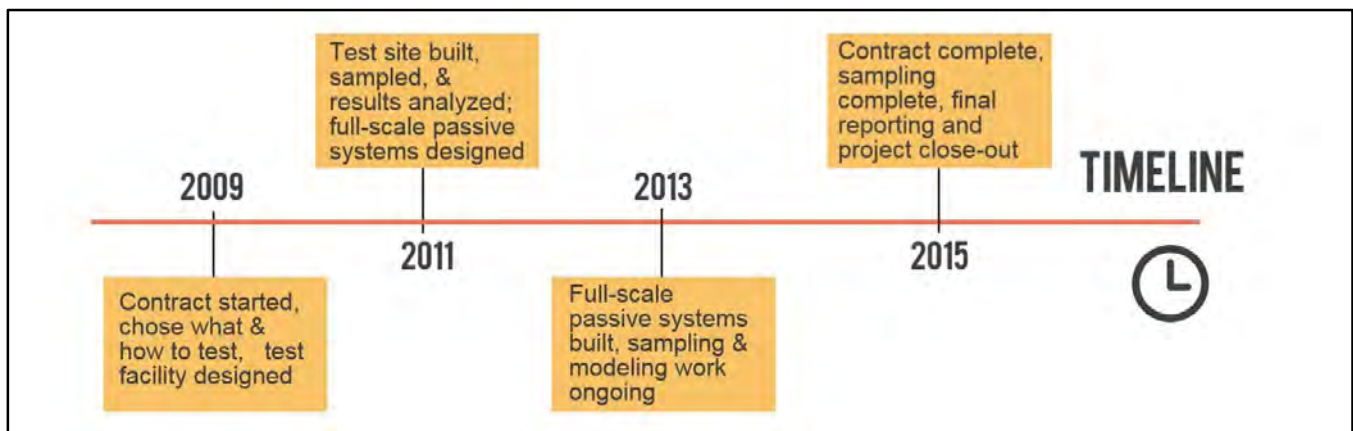 2009
Contract started,
chose what &
how to test, test
facility designed
Test site built,
sampled, &
results analyzed;
full-scale passive
systems designed
2011
2013
Full-scale
passive systems
built, sampling &
modeling work
ongoing
Contract complete,
sampling
complete, final
reporting and
project close-out
2015
TIMELINE